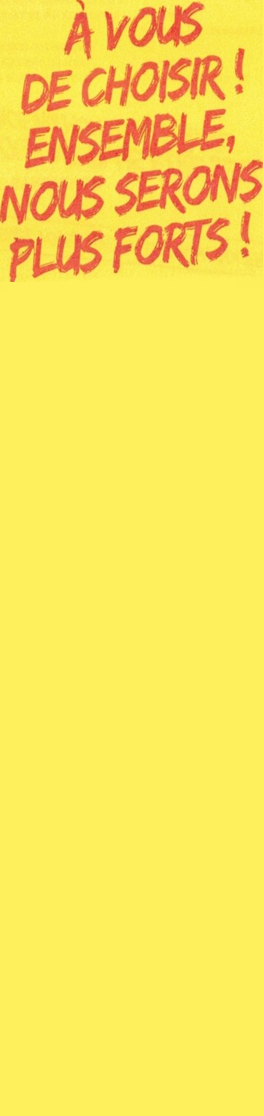 À VOUS
DE CHOISIR !
ENSEMBLE,
NOUS SERONS
PLUS FORTS !